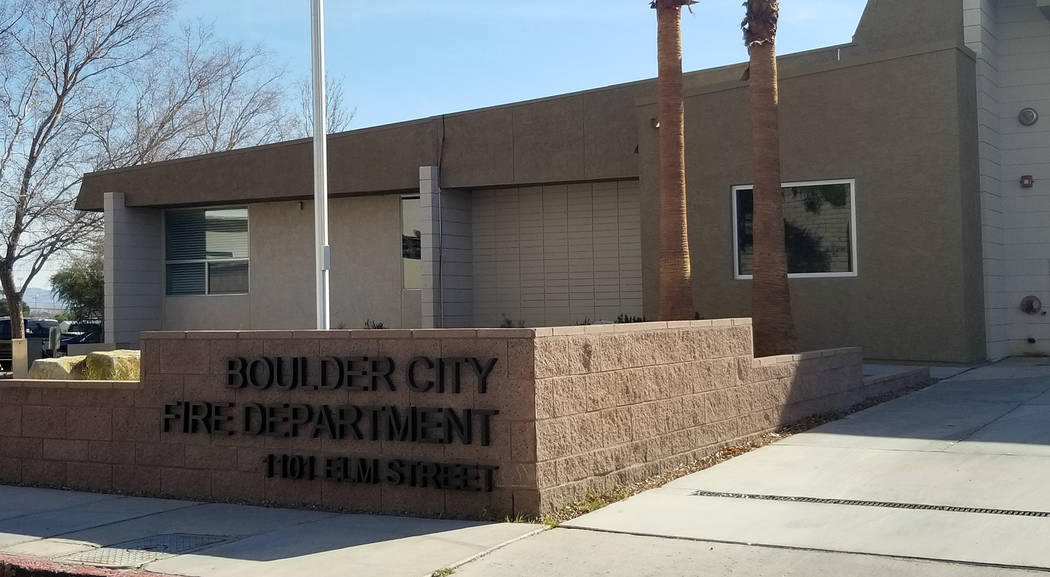 BOULDER CITY
FIRE DEPARTMENT
1101 ELM STREET